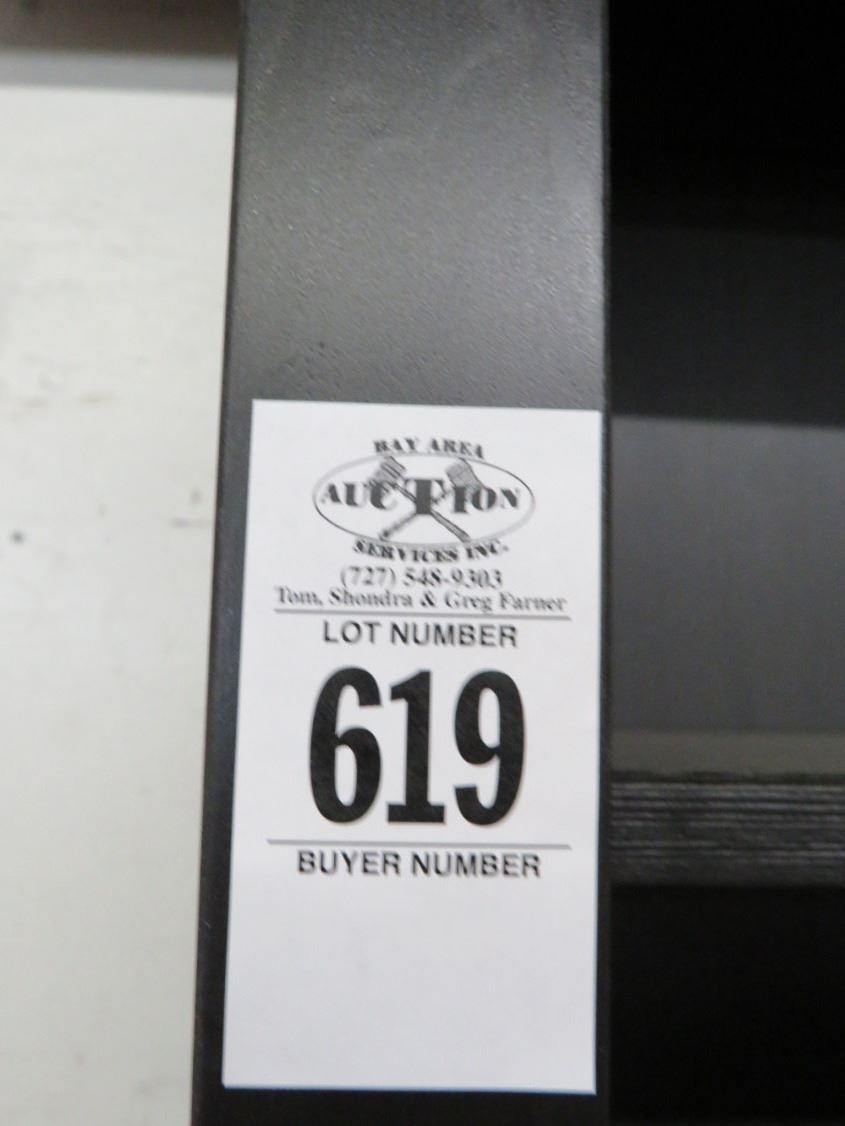 BAY AREA
AUCTION
SERVICES INC.
(727) 548-9303
Tom, Shondra & Greg Farner
LOT NUMBER
619
BUYER NUMBER